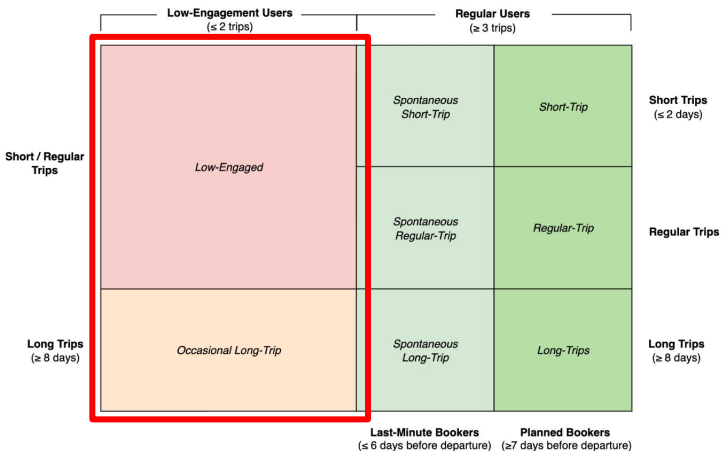 Low-Engagement Users
(≤ 2 trips)
Regular Users
(≥ 3 trips)
Short / Regular
Trips
Low-Engaged
Spontaneous
Short-Trip
Short-Trip
Short Trips
(≤ 2 days)
Spontaneous
Regular-Trip
Regular-Trip
Regular Trips
Long Trips
(≥ 8 days)
Occasional Long-Trip
Spontaneous
Long-Trip
Long-Trips
Long Trips
(≥ 8 days)
Last-Minute Bookers
(≤ 6 days before departure)
Planned Bookers
(≥7 days before departure)